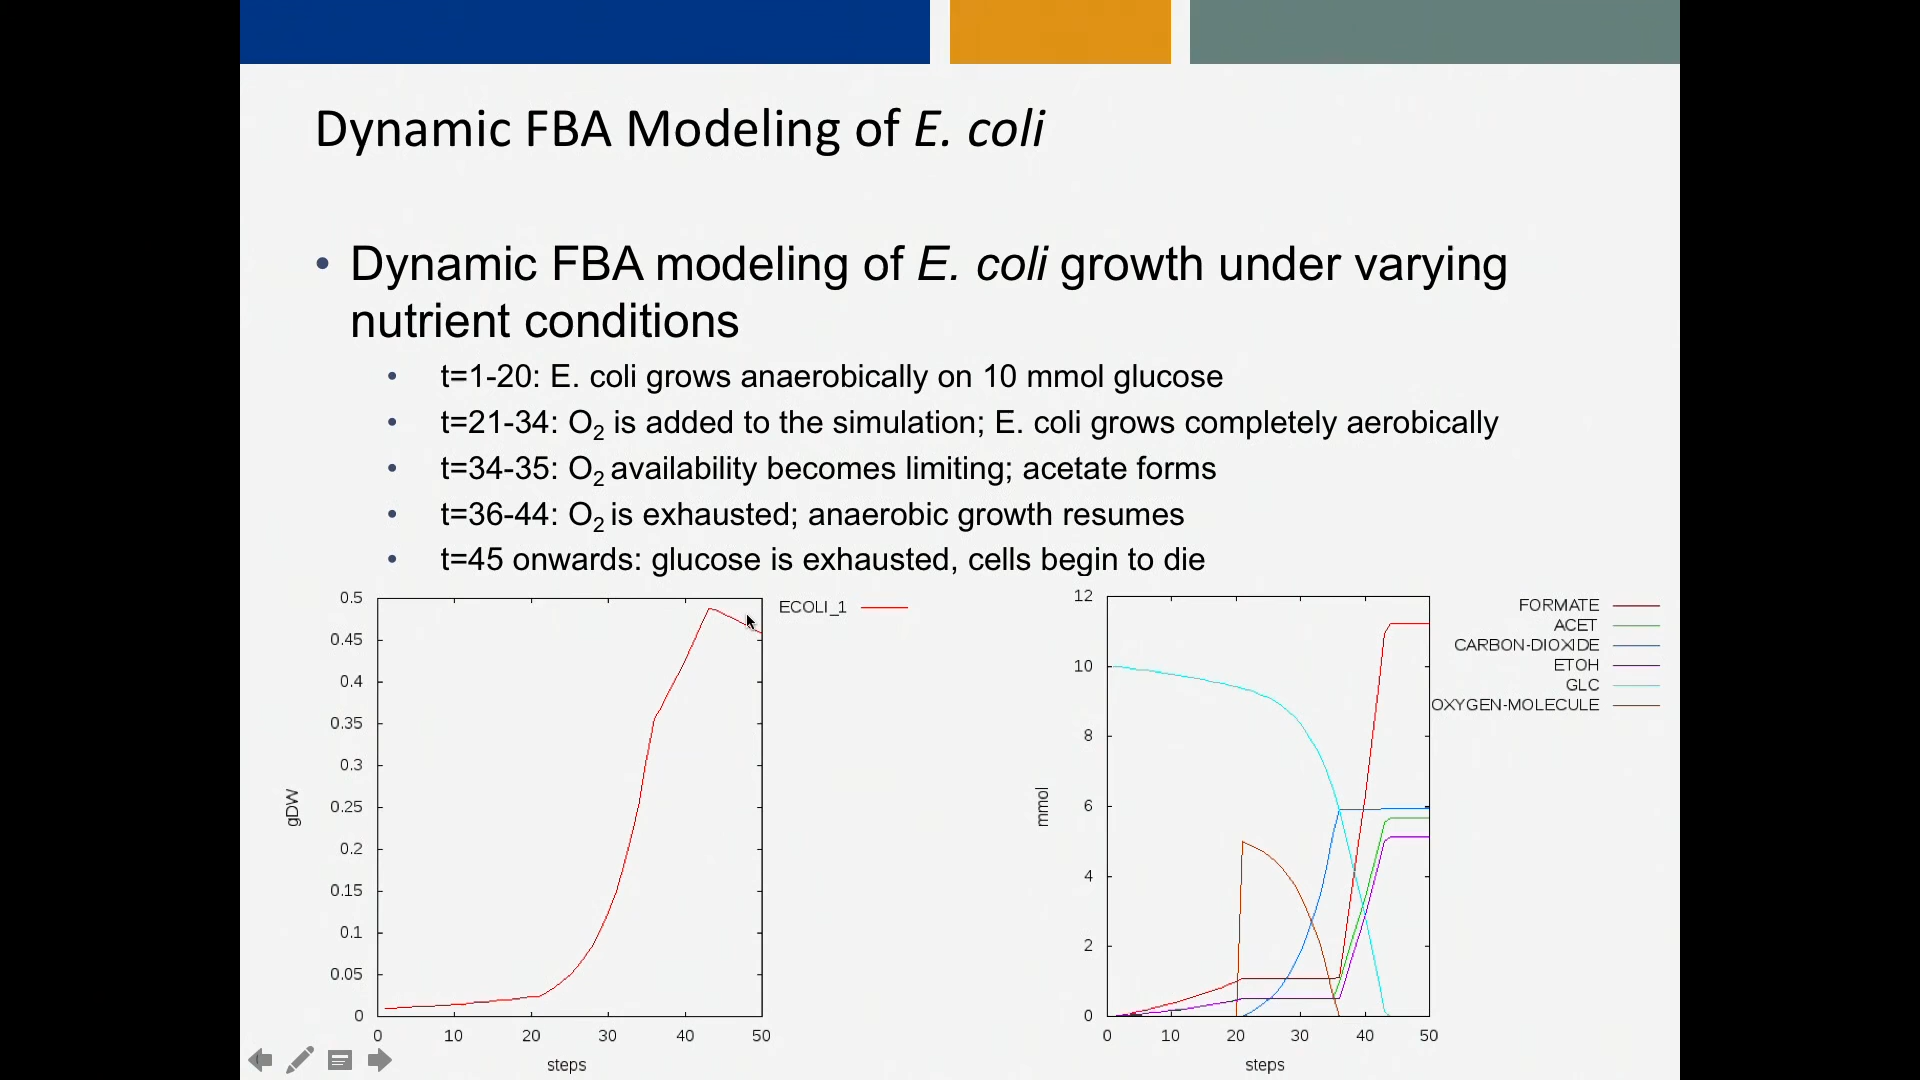 Dynamic FBA Modeling of E. coli
• Dynamic FBA modeling of E. coli growth under varying
nutrient conditions
• t=1-20: E. coli grows anaerobically on 10 mmol glucose
• t=21-34: O2 is added to the simulation; E. coli grows completely aerobically
• t=34-35: O2 availability becomes limiting; acetate forms
• t=36-44: O2 is exhausted; anaerobic growth resumes
• t=45 onwards: glucose is exhausted, cells begin to die
0.5
0.45
0.4
0.35
0.3
0.25
0.2
0.15
0.1
0.05
0
gDW
0 10 20 30 40 50
steps
ECOLI_1
12
10
8
6
4
2
0
mmol
0 10 20 30 40 50
steps
FORMATE
ACET
CARBON-DIOXIDE
ETOH
GLC
OXYGEN-MOLECULE